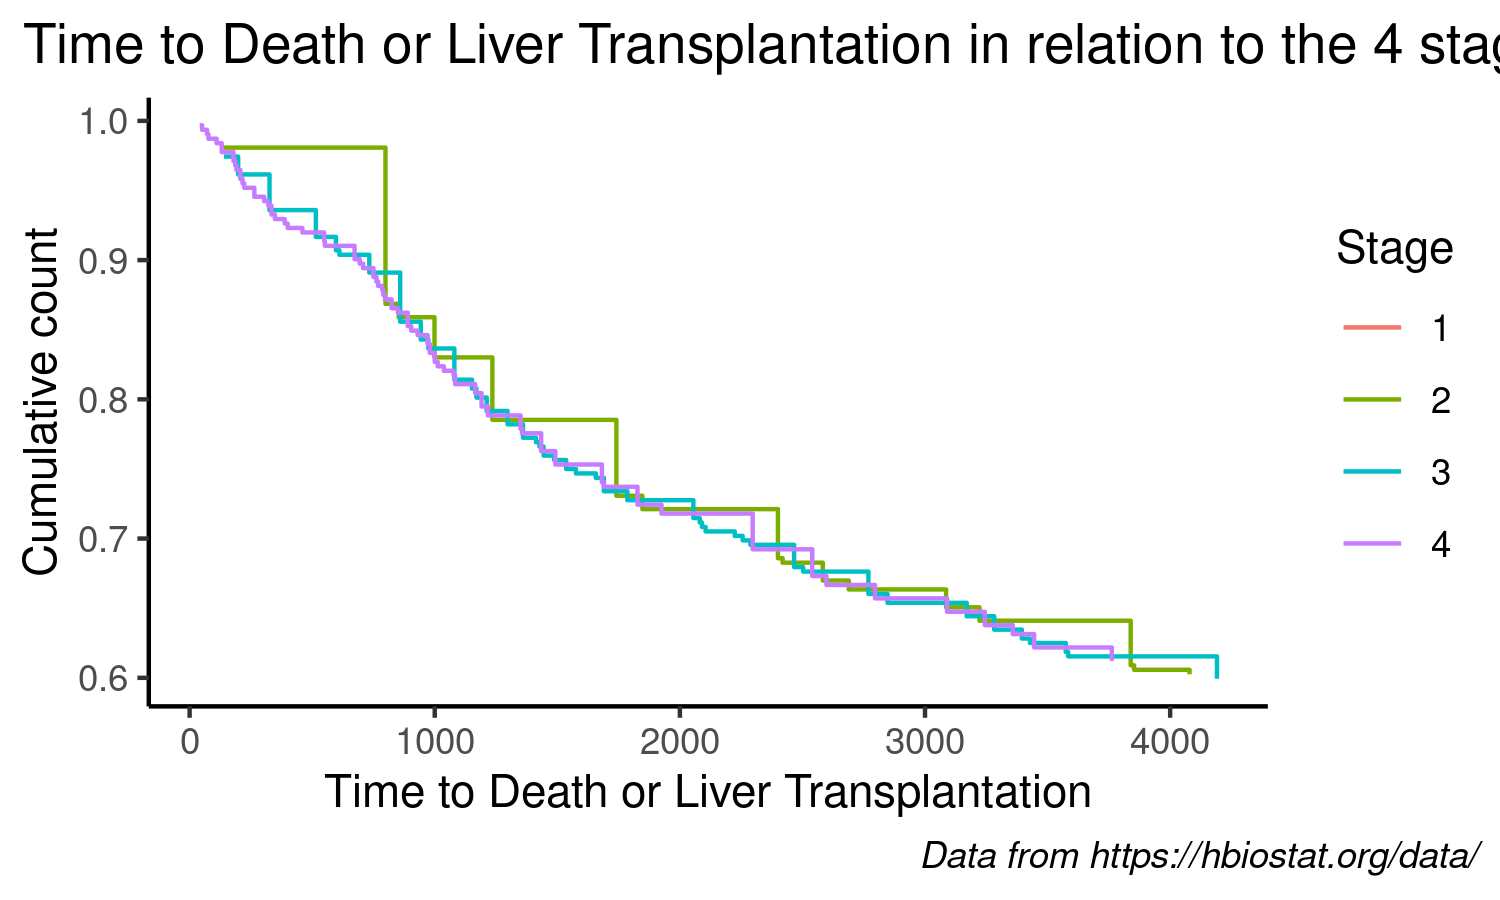 Time to Death or Liver Transplantation in relation to the 4
1.0
0.9
0.8
0.7
0.6
Cumulative count
0
1000
2000
3000
4000
Time to Death or Liver Transplantation
Stage
1
2
3
4
Data from https://hbiostat.org/data/